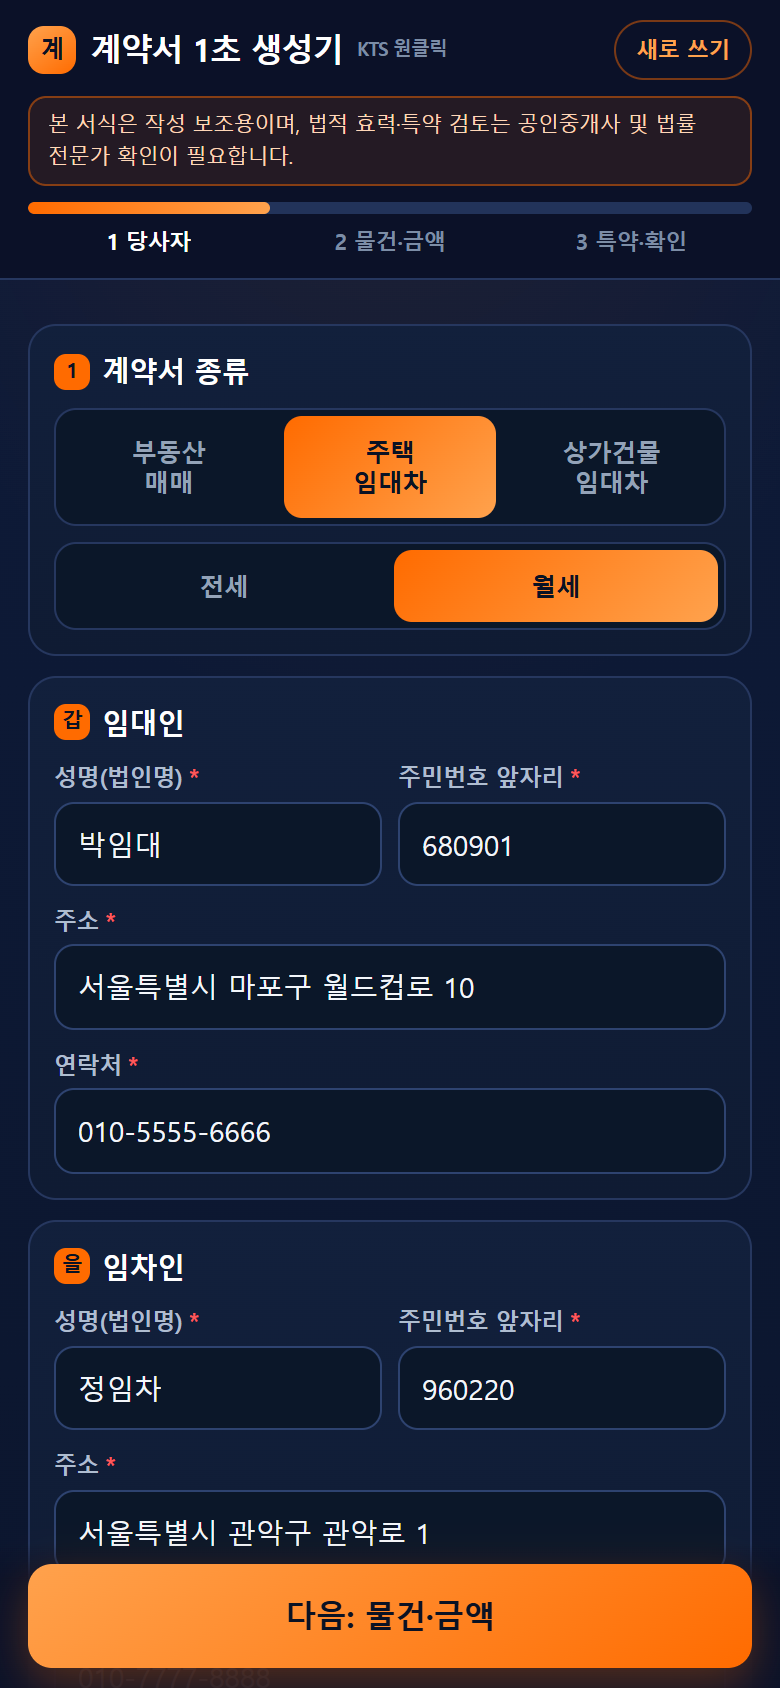 계
계약서 1초 생성기 KTS 원클릭
새로 쓰기
본 서식은 작성 보조용이며, 법적 효력·특약 검토는 공인중개사 및 법률
전문가 확인이 필요합니다.
1 당사자
2 물건·금액
3 특약·확인
1 계약서 종류
부동산
매매
주택
임대차
상가건물
임대차
전세
월세
갑 임대인
성명(법인명) *
주민번호 앞자리 *
박임대
680901
주소 *
서울특별시 마포구 월드컵로 10
연락처 *
010-5555-6666
을 임차인
성명(법인명) *
주민번호 앞자리 *
정임차
960220
주소 *
서울특별시 관악구 관악로 1
다음: 물건·금액
010-7777-8888